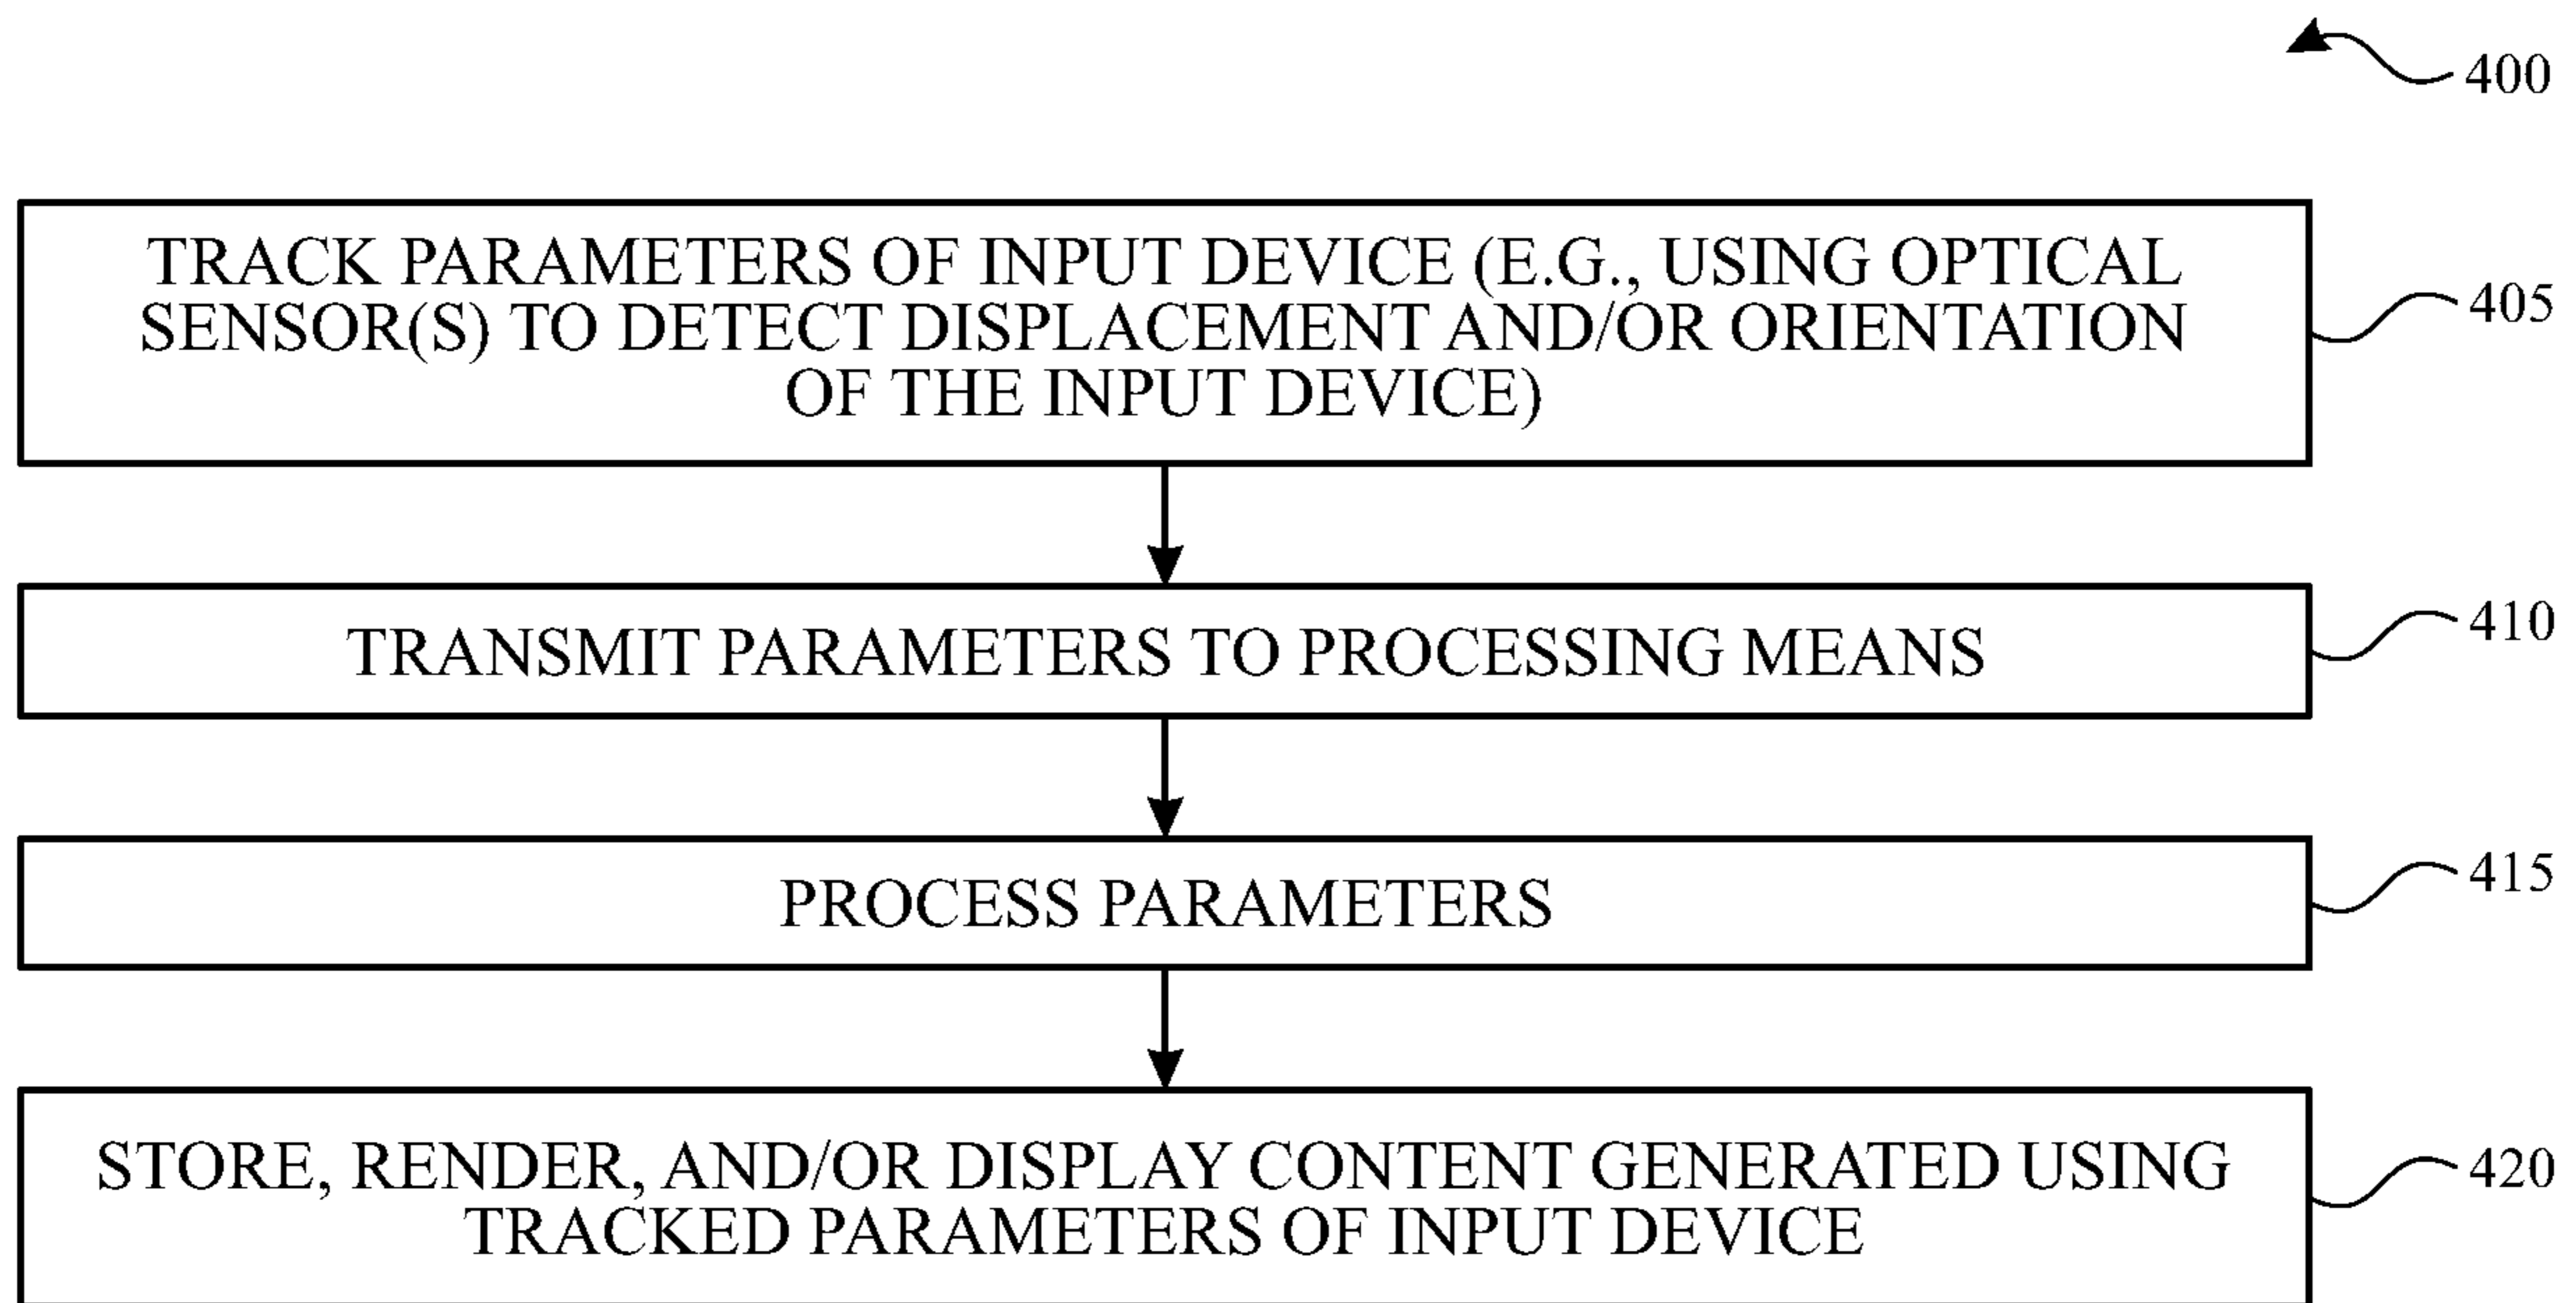 400
TRACK PARAMETERS OF INPUT DEVICE (E.G., USING OPTICAL
SENSOR(S) TO DETECT DISPLACEMENT AND/OR ORIENTATION
OF THE INPUT DEVICE)
405
TRANSMIT PARAMETERS TO PROCESSING MEANS
410
PROCESS PARAMETERS
415
STORE, RENDER, AND/OR DISPLAY CONTENT GENERATED USING
TRACKED PARAMETERS OF INPUT DEVICE
420